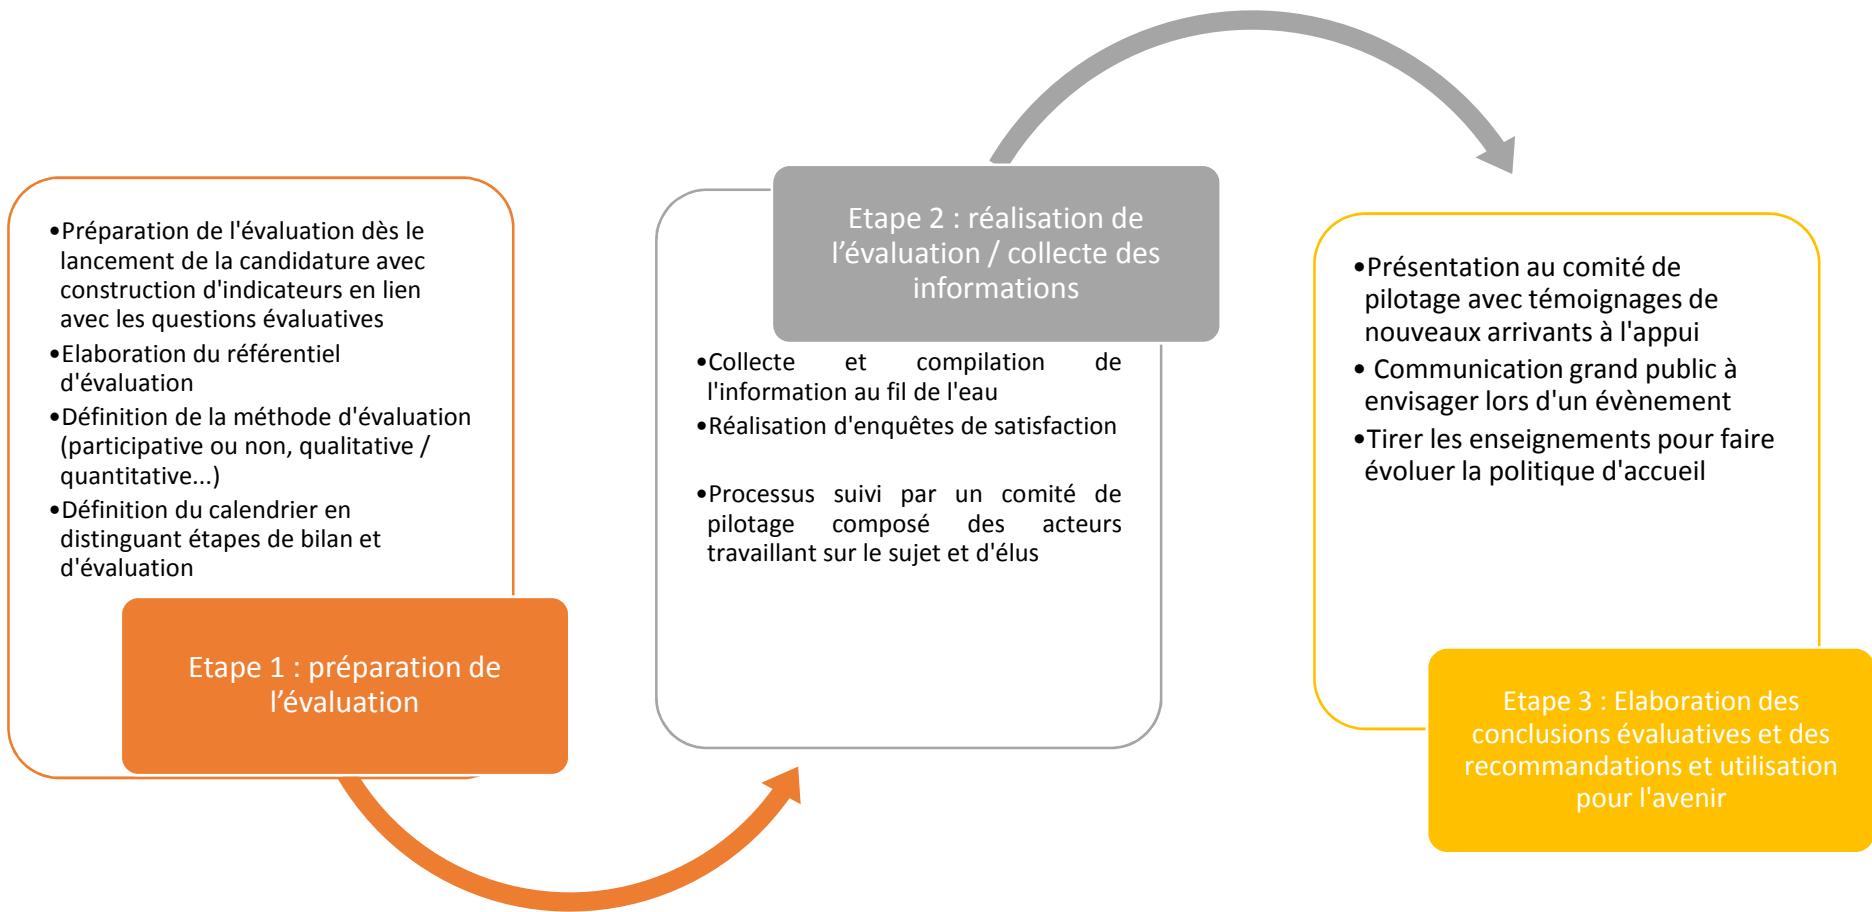 •Préparation de l'évaluation dès le
lancement de la candidature avec
construction d'indicateurs en lien
avec les questions évaluatives
•Elaboration du référentiel
d'évaluation
•Définition de la méthode d'évaluation
(participative ou non, qualitative /
quantitative...)
•Définition du calendrier en
distinguant étapes de bilan et
d'évaluation
Etape 1 : préparation de
l’évaluation
Etape 2 : réalisation de
l’évaluation / collecte des
informations
•Collecte et compilation de
l'information au fil de l'eau
•Réalisation d'enquêtes de satisfaction
•Processus suivi par un comité de
pilotage composé des acteurs
travaillant sur le sujet et d'élus
•Présentation au comité de
pilotage avec témoignages de
nouveaux arrivants à l'appui
• Communication grand public à
envisager lors d'un évènement
•Tirer les enseignements pour faire
évoluer la politique d'accueil
Etape 3 : Elaboration des
conclusions évaluatives et des
recommandations et utilisation
pour l'avenir